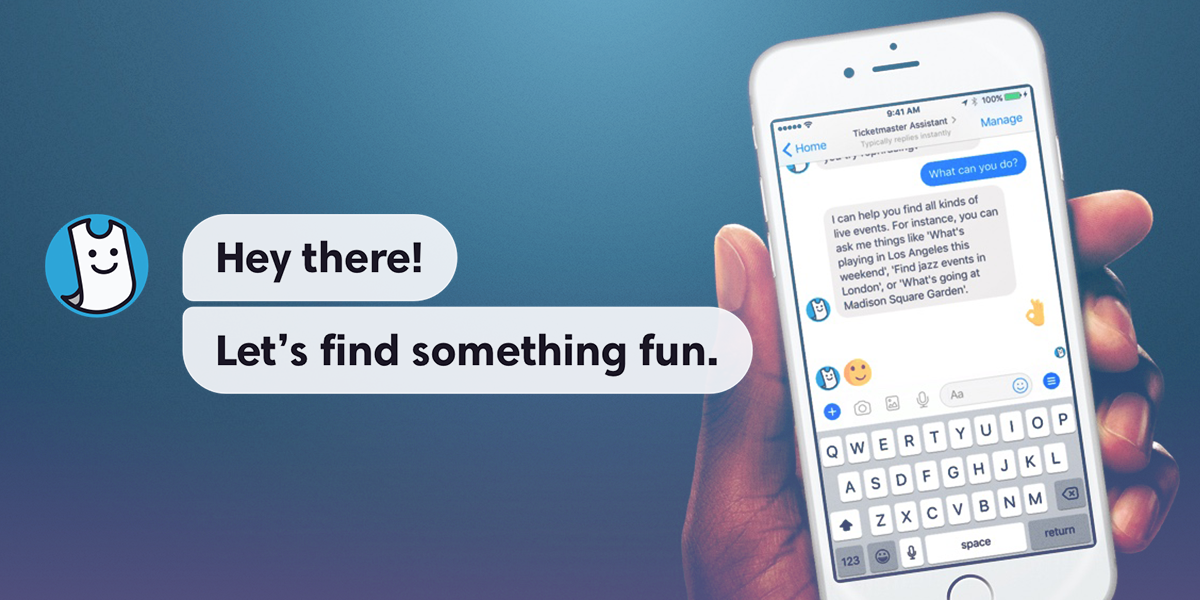 Hey there!
Let's find something fun.
9:41 AM
100%
Home
Ticketmaster Assistant
Typically replies instantly
Manage
you try rephrasing?
What can you do?
I can help you find all kinds of
live events. For instance, you can
ask me things like 'What's
playing in Los Angeles this
weekend', 'Find jazz events in
London', or 'What's going at
Madison Square Garden'.
Aa
Q W E R T Y U I O P
A S D F G H J K L
Z X C V B N M
123
space
return